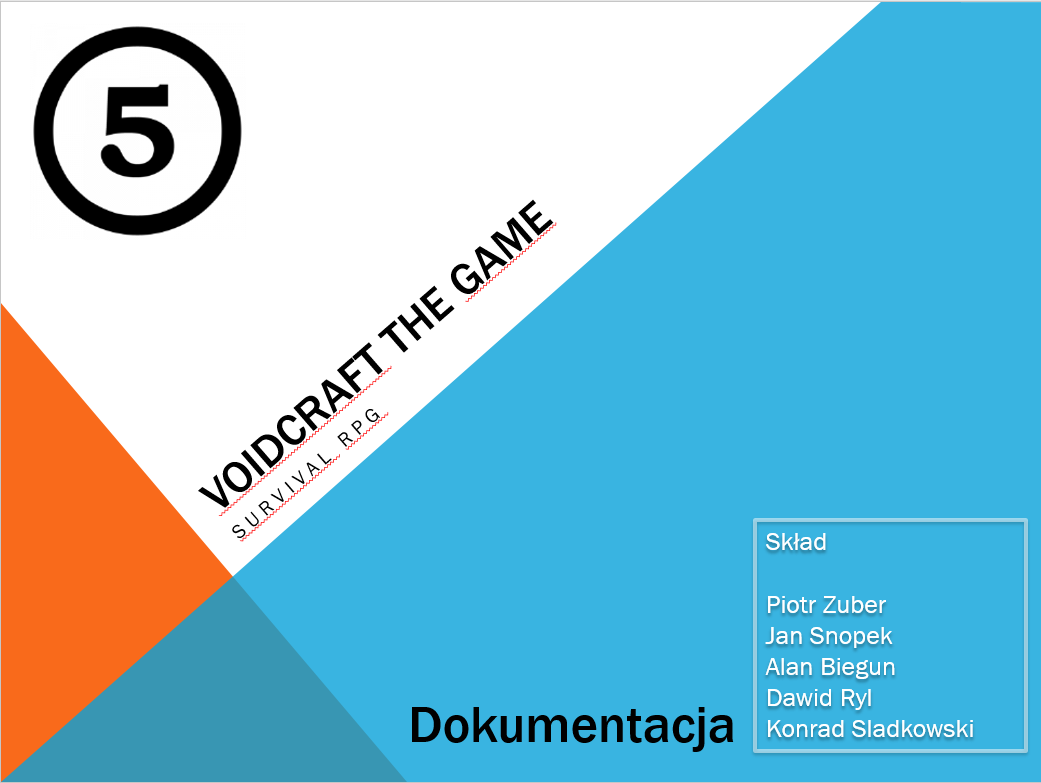 5
VOIDCRAFT THE GAME
SURVIVAL RPG
Skład
Piotr Zuber
Jan Snopek
Alan Biegun
Dawid Ryl
Konrad Sladkowski
Dokumentacja